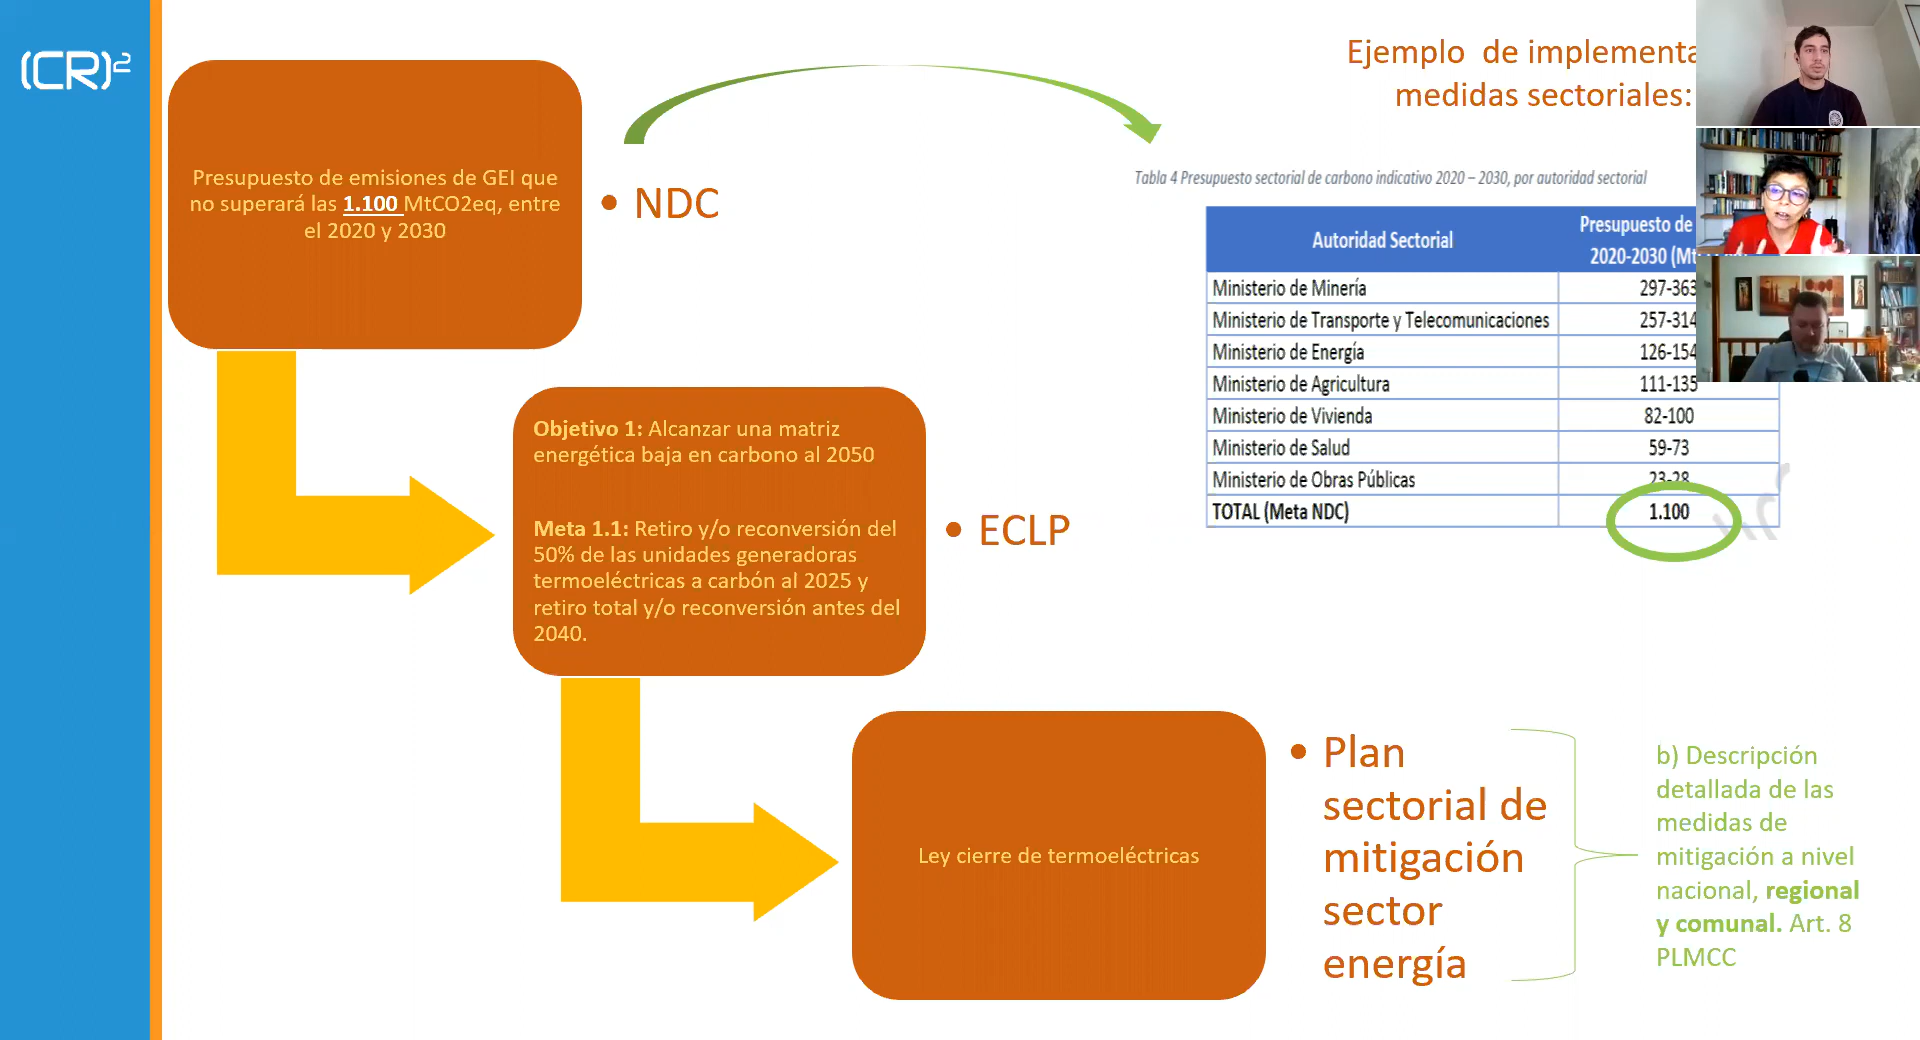 (CR)²
Presupuesto de emisiones de GEI que
no superará las 1.100 MtCO2eq, entre
el 2020 y 2030
• NDC
Ejemplo de implementa
medidas sectoriales:
Tabla 4 Presupuesto sectorial de carbono indicativo 2020 – 2030, por autoridad sectorial
Autoridad Sectorial
Presupuesto de
2020-2030 (Mt
Ministerio de Minería 297-363
Ministerio de Transporte y Telecomunicaciones 257-314
Ministerio de Energía 126-154
Ministerio de Agricultura 111-135
Ministerio de Vivienda 82-100
Ministerio de Salud 59-73
Ministerio de Obras Públicas 23-28
TOTAL (Meta NDC) 1.100
Objetivo 1: Alcanzar una matriz
energética baja en carbono al 2050
Meta 1.1: Retiro y/o reconversión del
50% de las unidades generadoras
termoeléctricas a carbón al 2025 y
retiro total y/o reconversión antes del
2040.
• ECLP
Ley cierre de termoeléctricas
• Plan
sectorial de
mitigación
sector
energía
b) Descripción
detallada de las
medidas de
mitigación a nivel
nacional, regional
y comunal. Art. 8
PLMCC